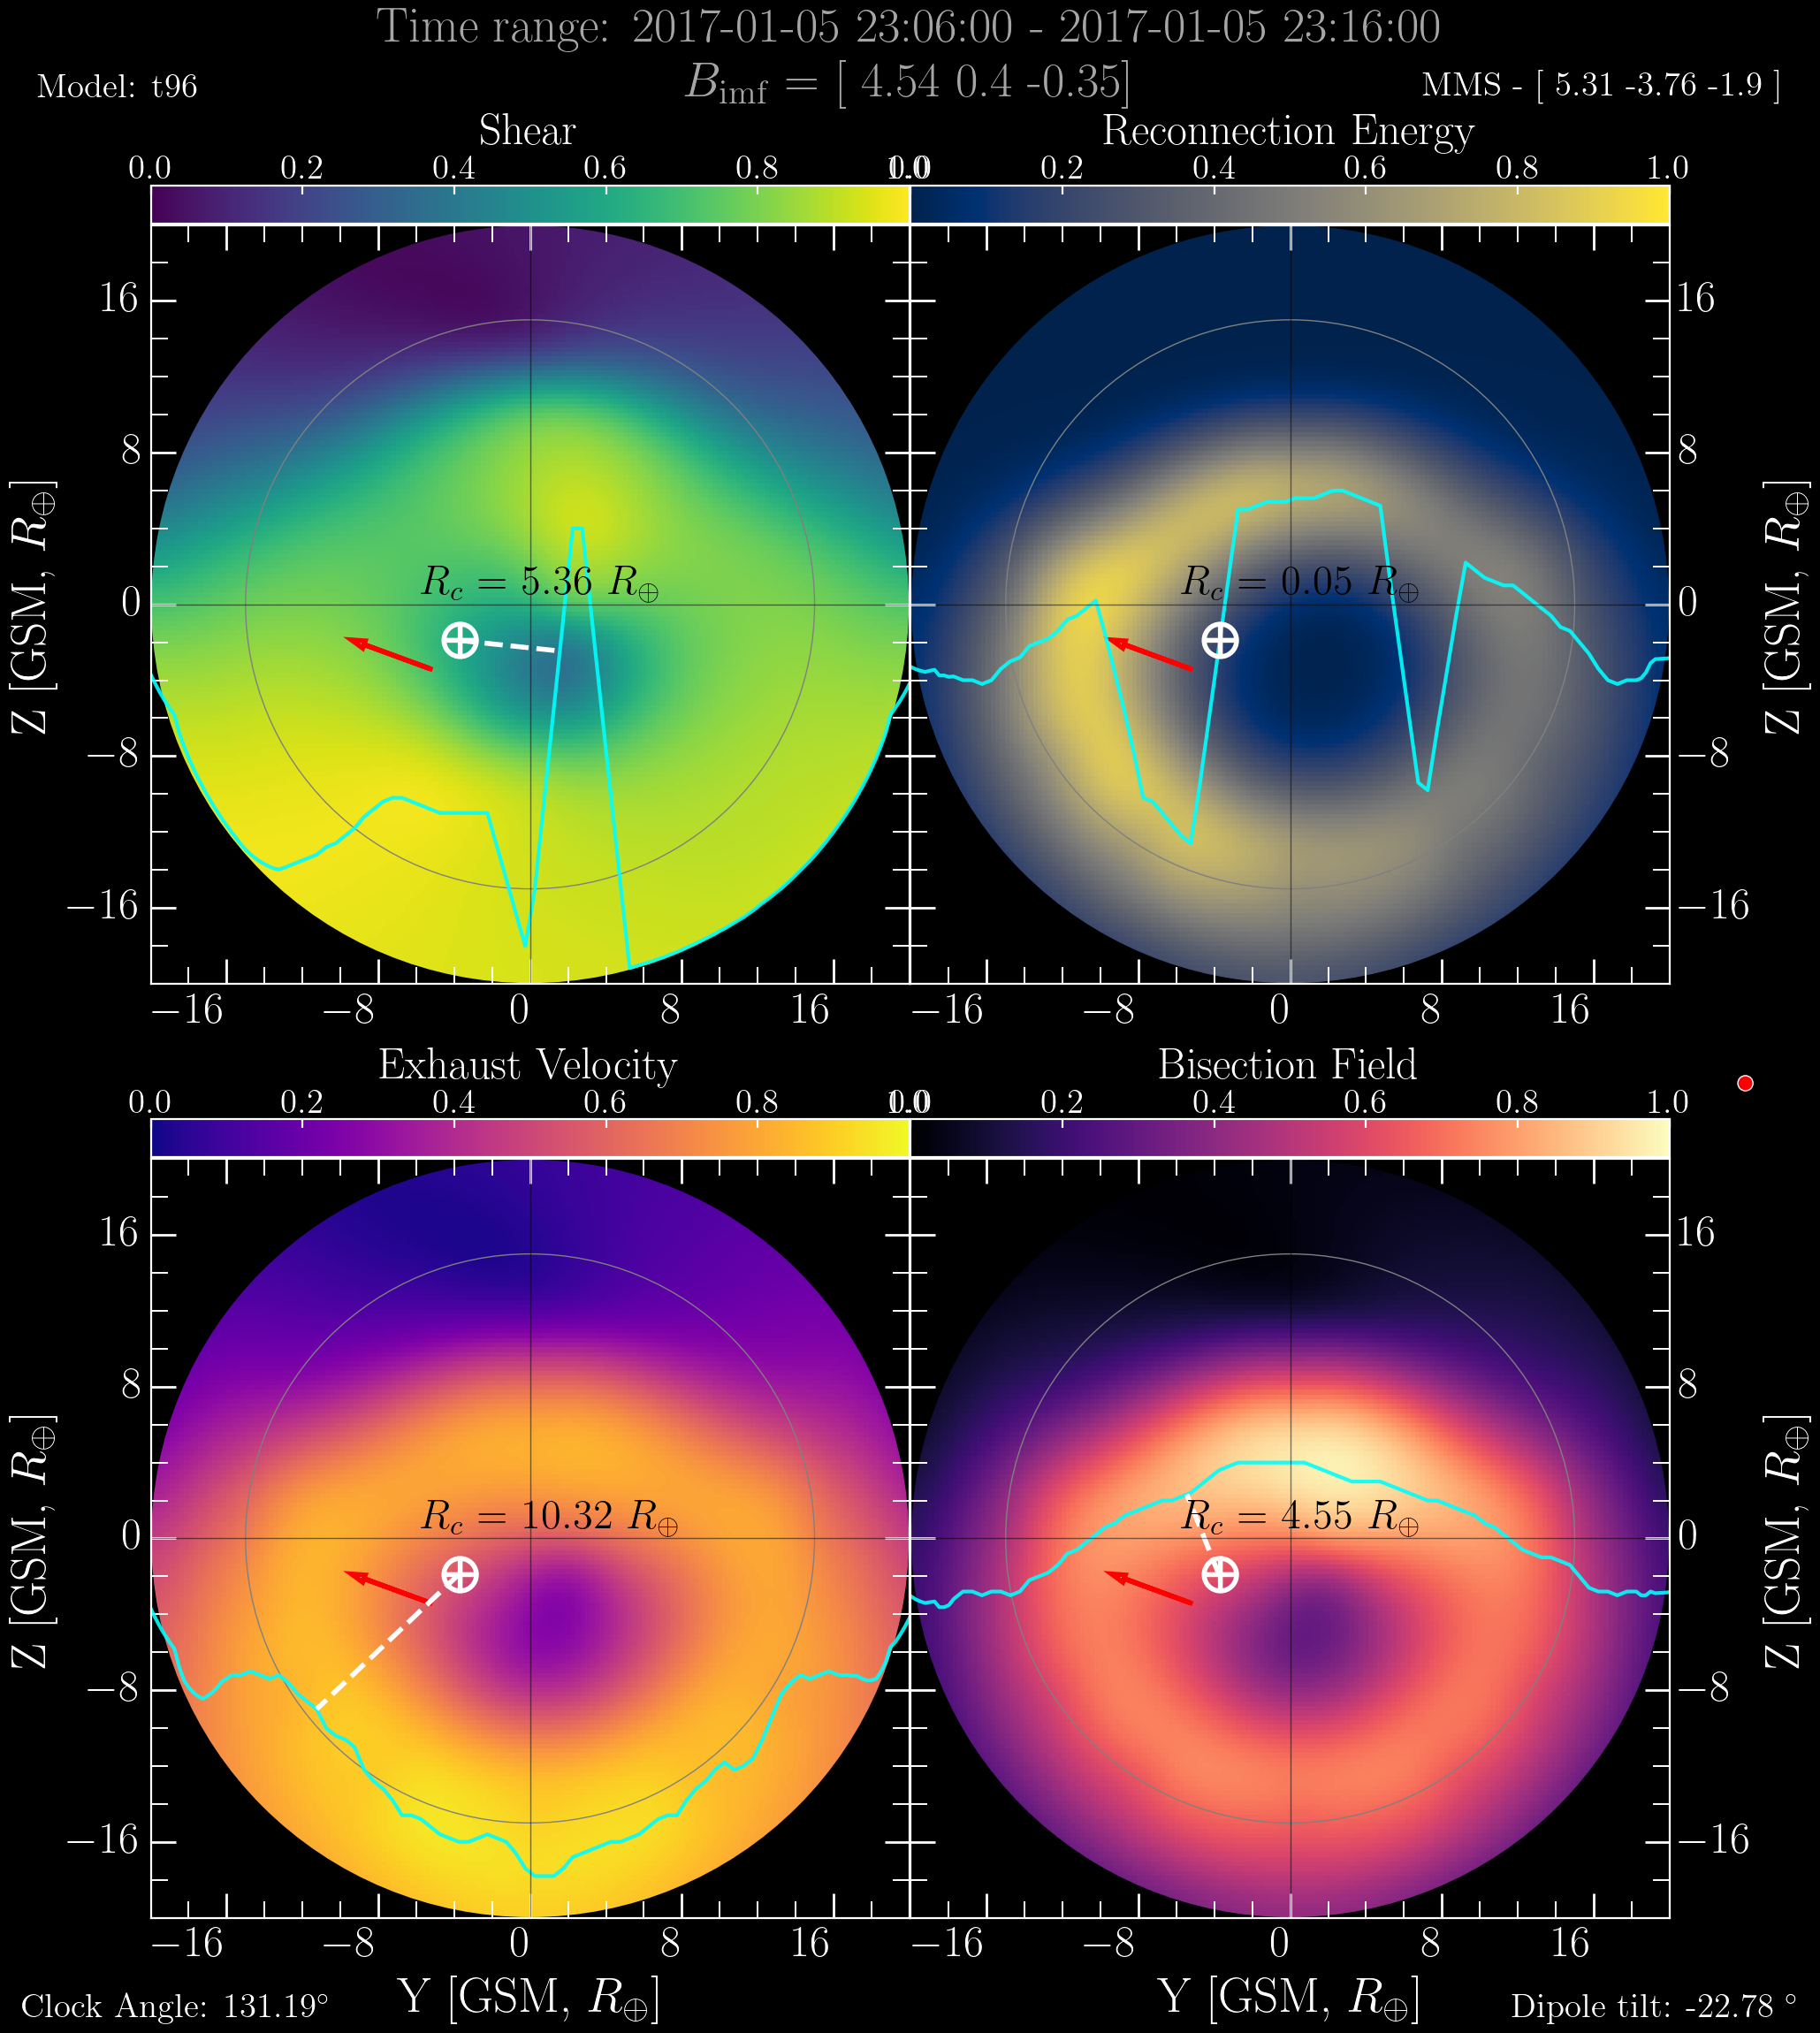 Time range: 2017-01-05 23:06:00 - 2017-01-05 23:16:00
B_imf = [ 4.54 0.4 -0.35]
Model: t96
MMS - [ 5.31 -3.76 -1.9 ]
Shear
Reconnection Energy
0.0 0.2 0.4 0.6 0.8 1.0
0.0 0.2 0.4 0.6 0.8 1.0
16
8
0
−8
−16
Z [GSM, R⊕]
R_c = 5.36 R⊕
R_c = 0.05 R⊕
16
8
0
−8
−16
Z [GSM, R⊕]
−16 −8 0 8 16
−16 −8 0 8 16
Exhaust Velocity
Bisection Field
0.0 0.2 0.4 0.6 0.8 1.0
0.0 0.2 0.4 0.6 0.8 1.0
16
8
0
−8
−16
Z [GSM, R⊕]
R_c = 10.32 R⊕
R_c = 4.55 R⊕
16
8
0
−8
−16
Z [GSM, R⊕]
−16 −8 0 8 16
−16 −8 0 8 16
Y [GSM, R⊕]
Y [GSM, R⊕]
Clock Angle: 131.19°
Dipole tilt: -22.78 °